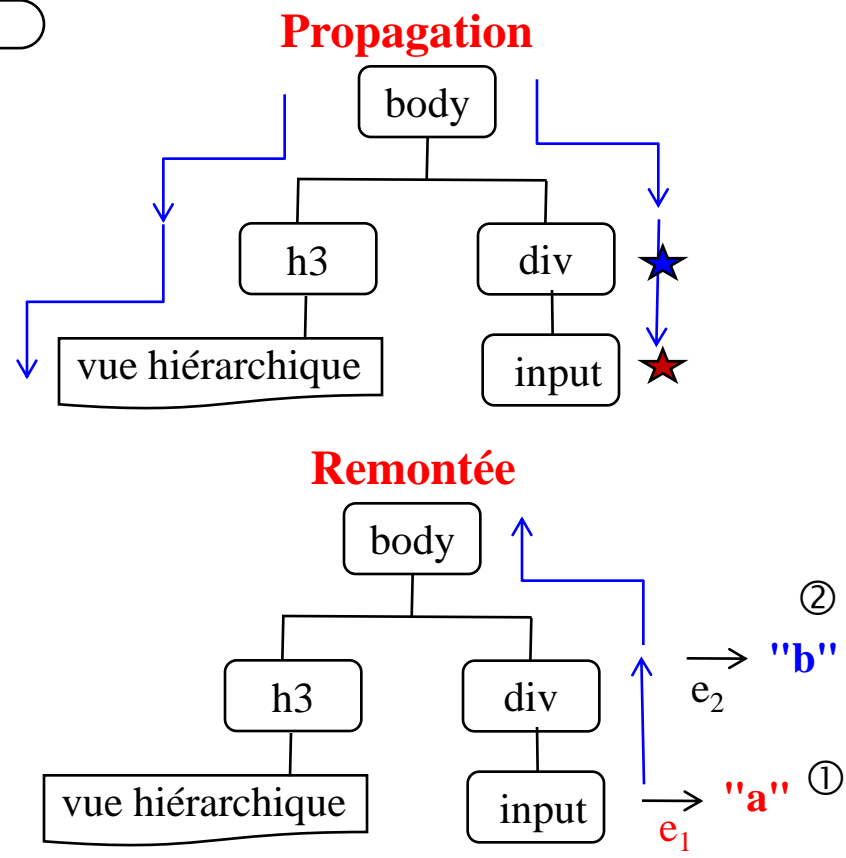 Propagation
body
h3 div
vue hiérarchique input
Remontée
body
②
"b"
e₂
h3 div
vue hiérarchique input
"a" ①
e₁